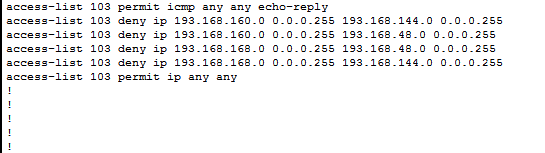 access-list 103 permit icmp any any echo-reply
access-list 103 deny ip 193.168.160.0 0.0.0.255 193.168.144.0 0.0.0.255
access-list 103 deny ip 193.168.160.0 0.0.0.255 193.168.48.0 0.0.0.255
access-list 103 deny ip 193.168.168.0 0.0.0.255 193.168.48.0 0.0.0.255
access-list 103 deny ip 193.168.168.0 0.0.0.255 193.168.144.0 0.0.0.255
access-list 103 permit ip any any
!
!
!
!
!